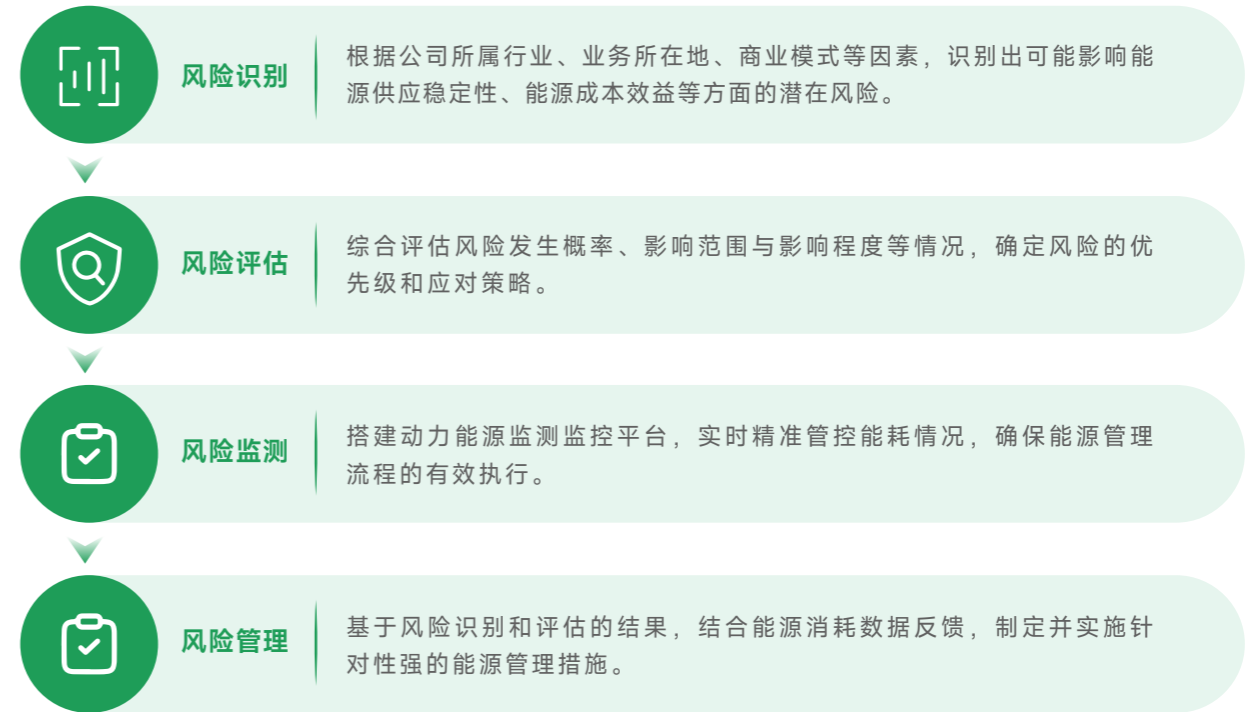 风险识别
根据公司所属行业、业务所在地、商业模式等因素，识别出可能影响能
源供应稳定性、能源成本效益等方面的潜在风险。
风险评估
综合评估风险发生概率、影响范围与影响程度等情况，确定风险的优
先级和应对策略。
风险监测
搭建动力能源监测监控平台，实时精准管控能耗情况，确保能源管理
流程的有效执行。
风险管理
基于风险识别和评估的结果，结合能源消耗数据反馈，制定并实施针
对性强的能源管理措施。